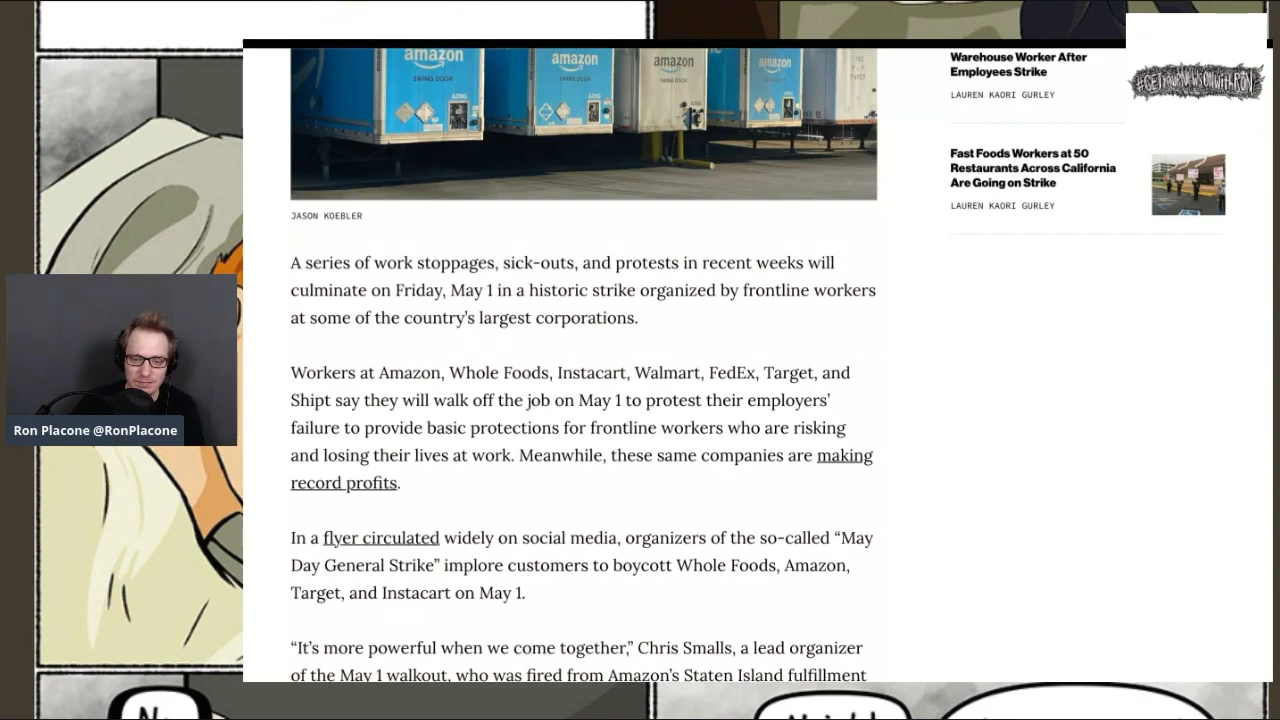 amazon
SWING DOOR
AZNG
amazon
SWING DOOR
AZNG
amazon
SWING DOOR
amazon
Warehouse Worker After
Employees Strike
LAUREN KAORI GURLEY
#GETYOURNEWSONWITHRON
Fast Foods Workers at 50
Restaurants Across California
Are Going on Strike
LAUREN KAORI GURLEY
JASON KOEBLER
A series of work stoppages, sick-outs, and protests in recent weeks will
culminate on Friday, May 1 in a historic strike organized by frontline workers
at some of the country’s largest corporations.
Workers at Amazon, Whole Foods, Instacart, Walmart, FedEx, Target, and
Shipt say they will walk off the job on May 1 to protest their employers’
failure to provide basic protections for frontline workers who are risking
and losing their lives at work. Meanwhile, these same companies are making
record profits.
In a flyer circulated widely on social media, organizers of the so-called “May
Day General Strike” implore customers to boycott Whole Foods, Amazon,
Target, and Instacart on May 1.
“It’s more powerful when we come together,” Chris Smalls, a lead organizer
of the May 1 walkout, who was fired from Amazon’s Staten Island fulfillment
Ron Placone @RonPlacone